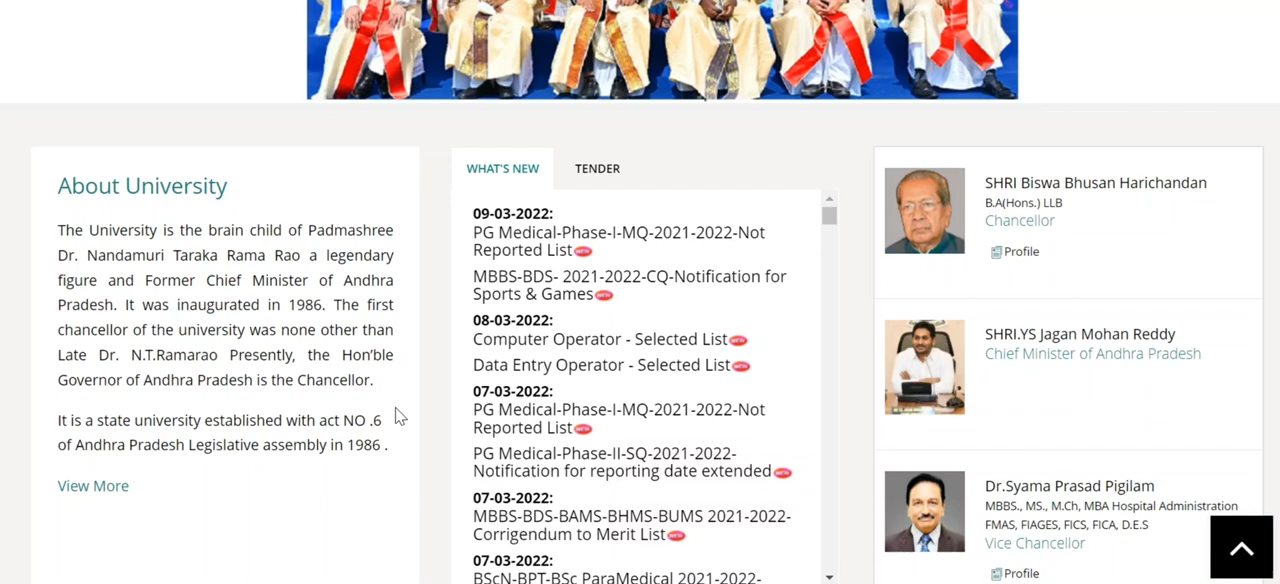 About University
The University is the brain child of Padmashree
Dr. Nandamuri Taraka Rama Rao a legendary
figure and Former Chief Minister of Andhra
Pradesh. It was inaugurated in 1986. The first
chancellor of the university was none other than
Late Dr. N.T.Ramarao Presently, the Hon'ble
Governor of Andhra Pradesh is the Chancellor.
It is a state university established with act NO .6
of Andhra Pradesh Legislative assembly in 1986 .
View More
WHAT'S NEW TENDER
09-03-2022:
PG Medical-Phase-I-MQ-2021-2022-Not
Reported List
MBBS-BDS- 2021-2022-CQ-Notification for
Sports & Games
08-03-2022:
Computer Operator - Selected List
Data Entry Operator - Selected List
07-03-2022:
PG Medical-Phase-I-MQ-2021-2022-Not
Reported List
PG Medical-Phase-II-SQ-2021-2022-
Notification for reporting date extended
07-03-2022:
MBBS-BDS-BAMS-BHMS-BUMS 2021-2022-
Corrigendum to Merit List
07-03-2022:
BScN-BPT-BSc ParaMedical 2021-2022-
SHRI Biswa Bhusan Harichandan
B.A(Hons.) LLB
Chancellor
Profile
SHRI.YS Jagan Mohan Reddy
Chief Minister of Andhra Pradesh
Dr.Syama Prasad Pigilam
MBBS., MS., M.Ch, MBA Hospital Administration
FMAS, FIAGES, FICS, FICA, D.E.S
Vice Chancellor
Profile